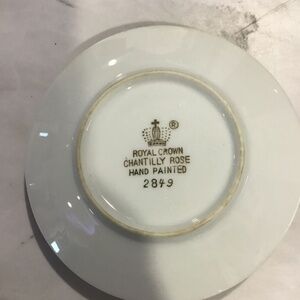 ®
ROYAL CROWN
CHANTILLY ROSE
HAND PAINTED
2849